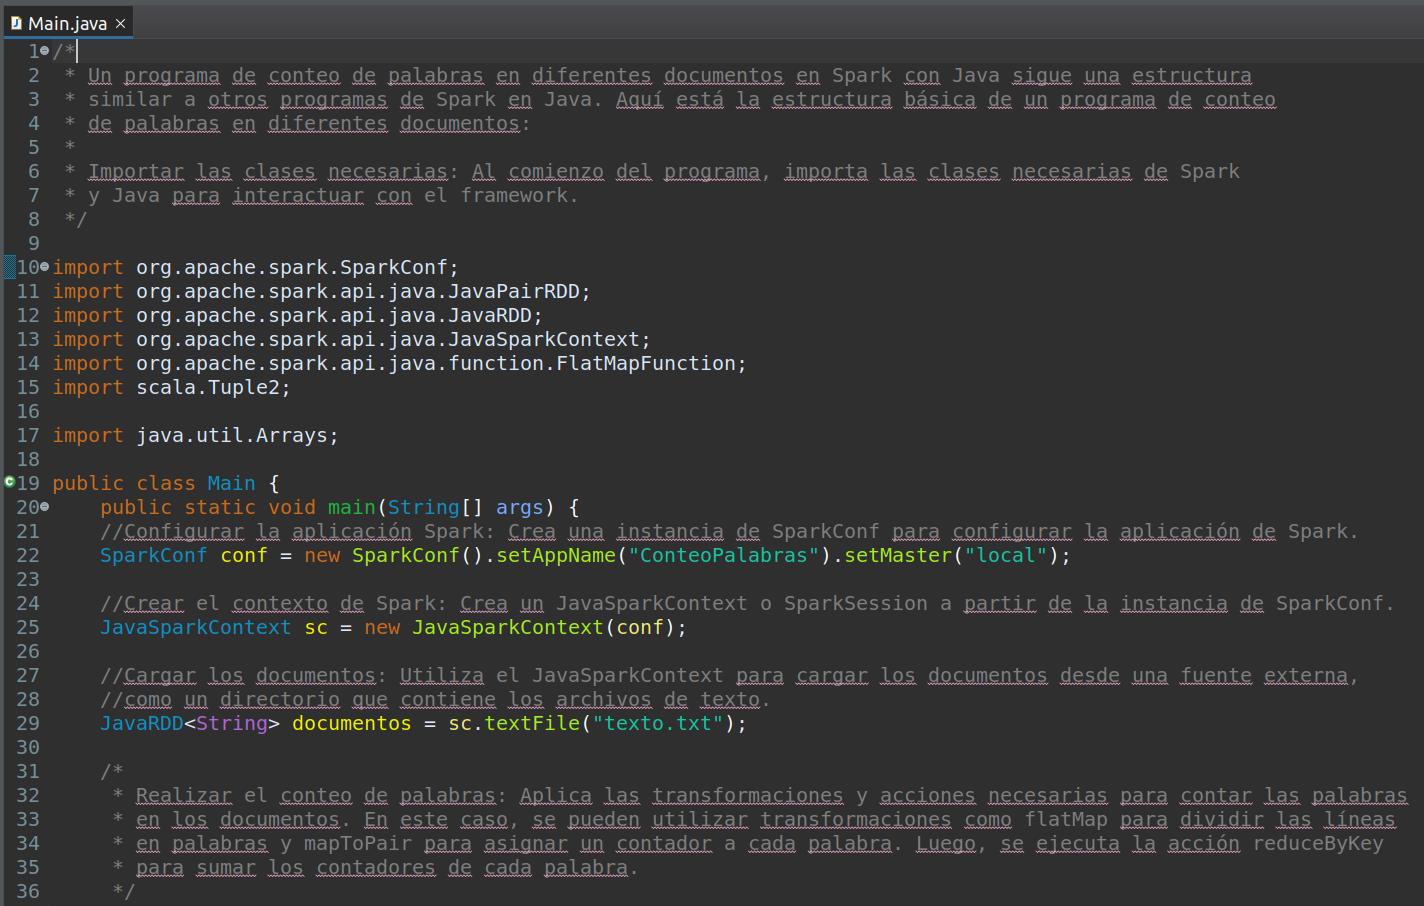 Main.java
1 /*
2  * Un programa de conteo de palabras en diferentes documentos en Spark con Java sigue una estructura
3  * similar a otros programas de Spark en Java. Aquí está la estructura básica de un programa de conteo
4  * de palabras en diferentes documentos:
5  *
6  * Importar las clases necesarias: Al comienzo del programa, importa las clases necesarias de Spark
7  * y Java para interactuar con el framework.
8  */
9
10 import org.apache.spark.SparkConf;
11 import org.apache.spark.api.java.JavaPairRDD;
12 import org.apache.spark.api.java.JavaRDD;
13 import org.apache.spark.api.java.JavaSparkContext;
14 import org.apache.spark.api.java.function.FlatMapFunction;
15 import scala.Tuple2;
16
17 import java.util.Arrays;
18
19 public class Main {
20     public static void main(String[] args) {
21     //Configurar la aplicación Spark: Crea una instancia de SparkConf para configurar la aplicación de Spark.
22     SparkConf conf = new SparkConf().setAppName("ConteoPalabras").setMaster("local");
23
24     //Crear el contexto de Spark: Crea un JavaSparkContext o SparkSession a partir de la instancia de SparkConf.
25     JavaSparkContext sc = new JavaSparkContext(conf);
26
27     //Cargar los documentos: Utiliza el JavaSparkContext para cargar los documentos desde una fuente externa,
28     //como un directorio que contiene los archivos de texto.
29     JavaRDD<String> documentos = sc.textFile("texto.txt");
30
31     /*
32      * Realizar el conteo de palabras: Aplica las transformaciones y acciones necesarias para contar las palabras
33      * en los documentos. En este caso, se pueden utilizar transformaciones como flatMap para dividir las líneas
34      * en palabras y mapToPair para asignar un contador a cada palabra. Luego, se ejecuta la acción reduceByKey
35      * para sumar los contadores de cada palabra.
36      */